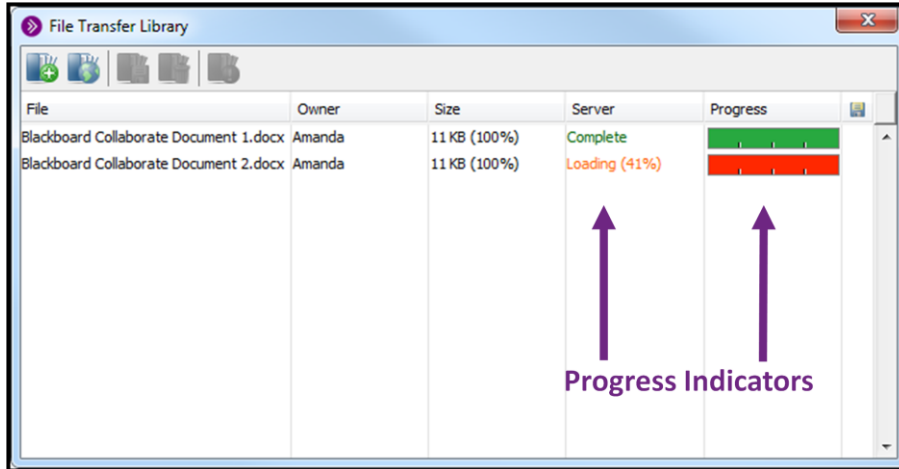 File Transfer Library
File Owner Size Server Progress
Blackboard Collaborate Document 1.docx Amanda 11 KB (100%) Complete
Blackboard Collaborate Document 2.docx Amanda 11 KB (100%) Loading (41%)
Progress Indicators